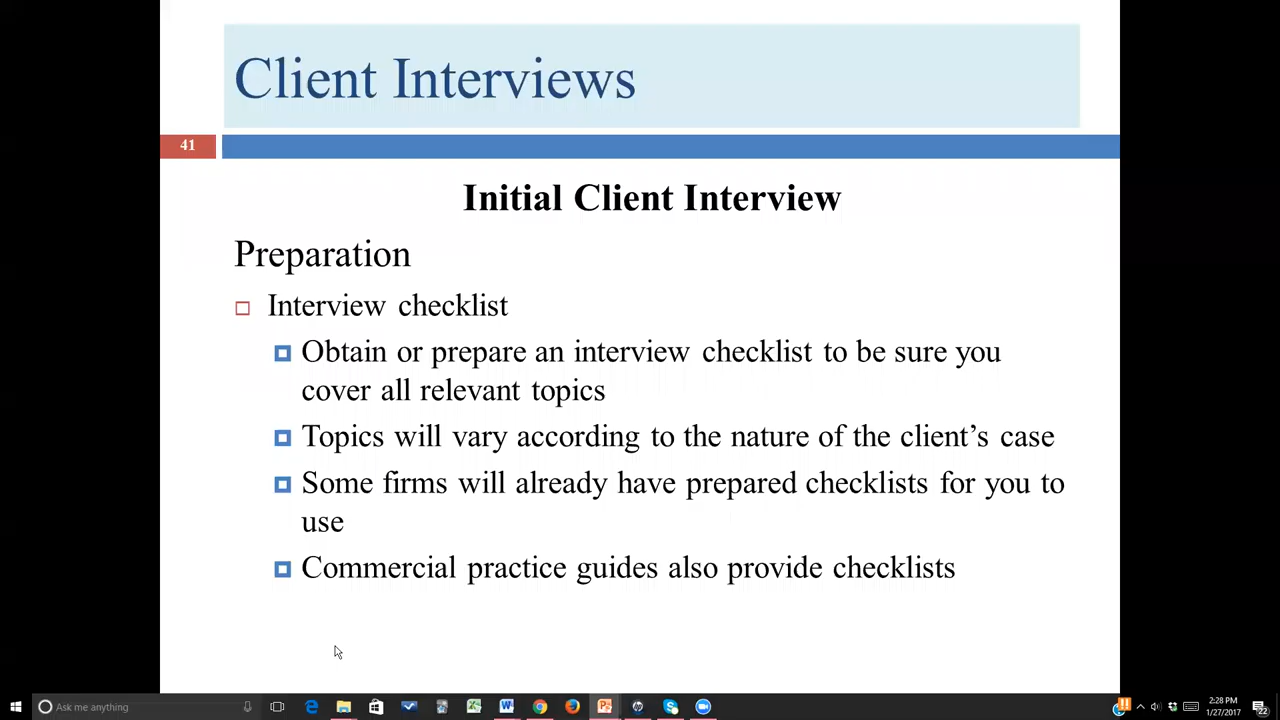 Client Interviews
41
Initial Client Interview
Preparation
Interview checklist
Obtain or prepare an interview checklist to be sure you
cover all relevant topics
Topics will vary according to the nature of the client’s case
Some firms will already have prepared checklists for you to
use
Commercial practice guides also provide checklists
Ask me anything
2:28 PM
1/27/2017
22